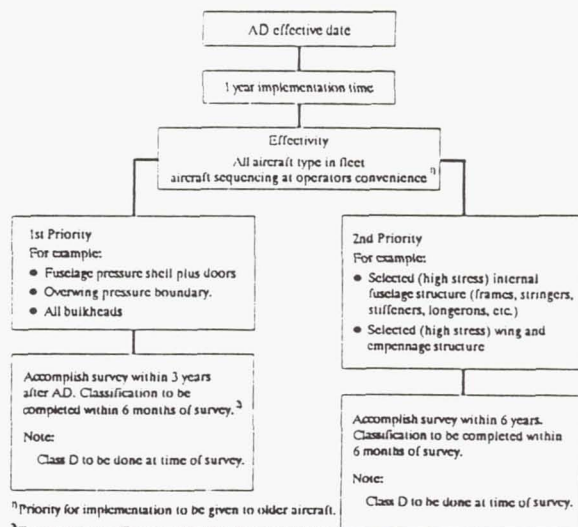 AD effective date
1 year implementation time
Effectivity
All aircraft type in fleet
aircraft sequencing at operators convenience 1)
1st Priority
For example:
• Fuselage pressure shell plus doors
• Overwing pressure boundary.
• All bulkheads
2nd Priority
For example:
• Selected (high stress) internal
fuselage structure (frames, stringers,
stiffeners, longerons, etc.)
• Selected (high stress) wing and
empennage structure
Accomplish survey within 3 years
after AD. Classification to be
completed within 6 months of survey. 2)
Note:
Class D to be done at time of survey.
Accomplish survey within 6 years.
Classification to be completed within
6 months of survey.
Note:
Class D to be done at time of survey.
1) Priority for implementation to be given to older aircraft.